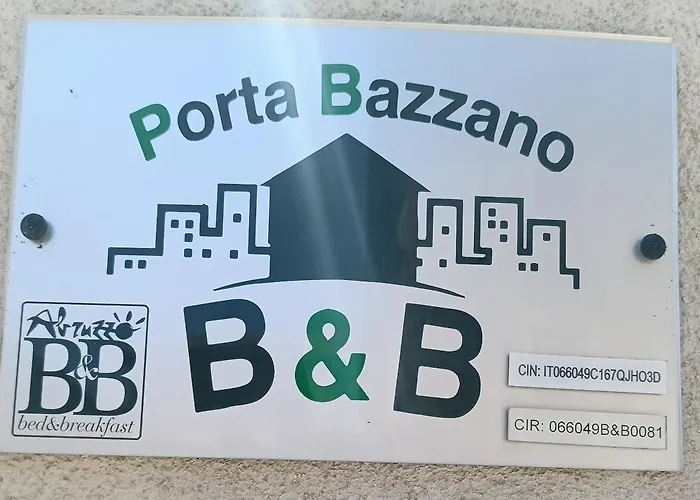 Porta Bazzano
B & B
Abruzzo
B&B
bed&breakfast
CIN: IT066049C167QJHO3D
CIR: 066049B&B0081